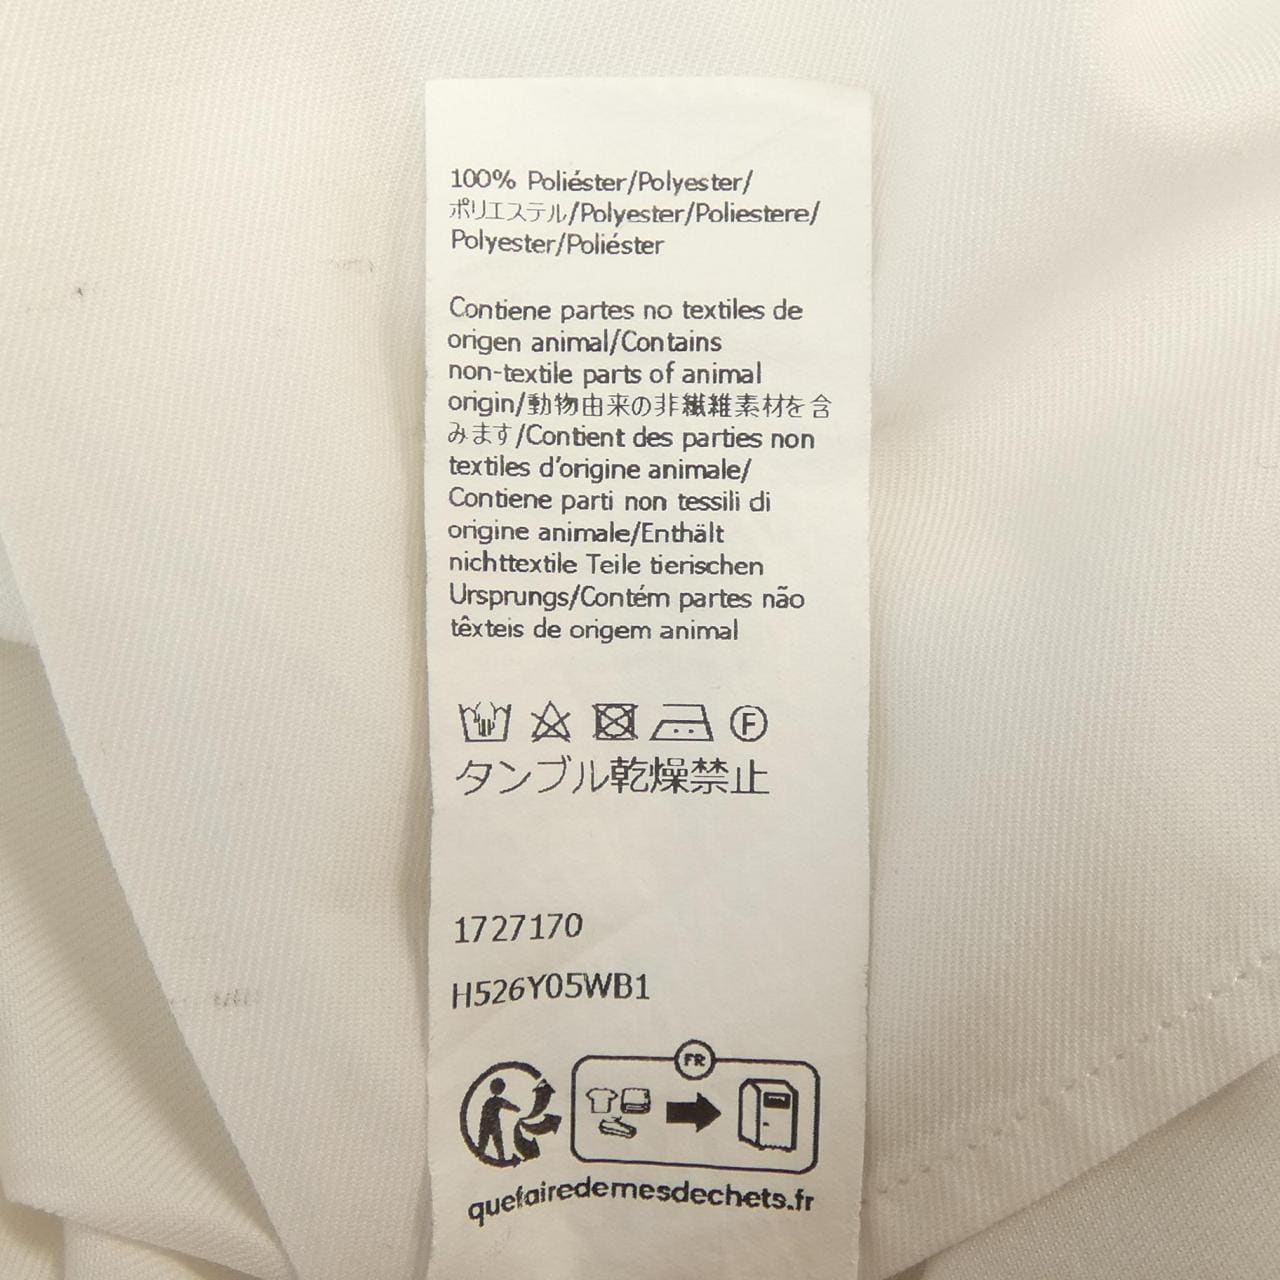 100% Poliéster/Polyester/
ポリエステル/Polyester/Poliestere/
Polyester/Poliéster
Contiene partes no textiles de
origen animal/Contains
non-textile parts of animal
origin/動物由来の非繊維素材を含
みます/Contient des parties non
textiles d'origine animale/
Contiene parti non tessili di
origine animale/Enthält
nichttextile Teile tierischen
Ursprungs/Contém partes não
têxteis de origem animal
F
タンブル乾燥禁止
1727170
H526Y05WB1
FR
quefairedemesdechets.fr